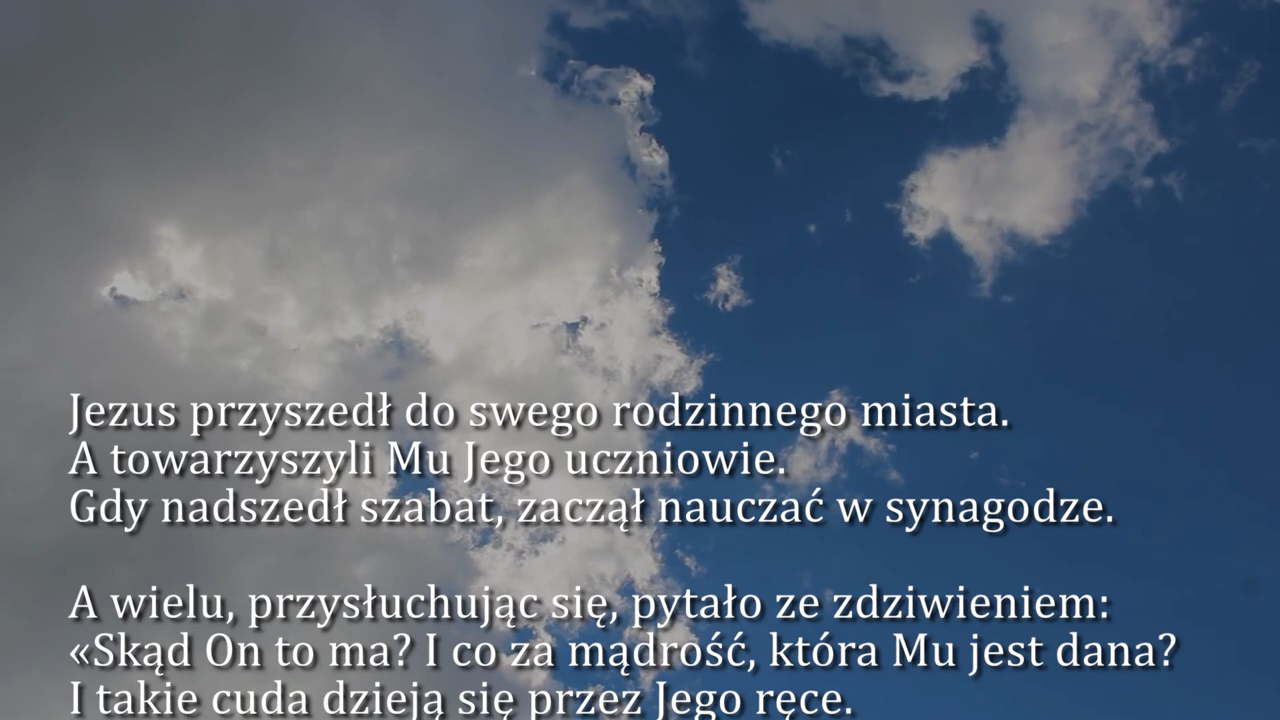 Jezus przyszedł do swego rodzinnego miasta.
A towarzyszyli Mu Jego uczniowie.
Gdy nadszedł szabat, zaczął nauczać w synagodze.
A wielu, przysłuchując się, pytało ze zdziwieniem:
«Skąd On to ma? I co za mądrość, która Mu jest dana?
I takie cuda dzieją się przez Jego ręce.